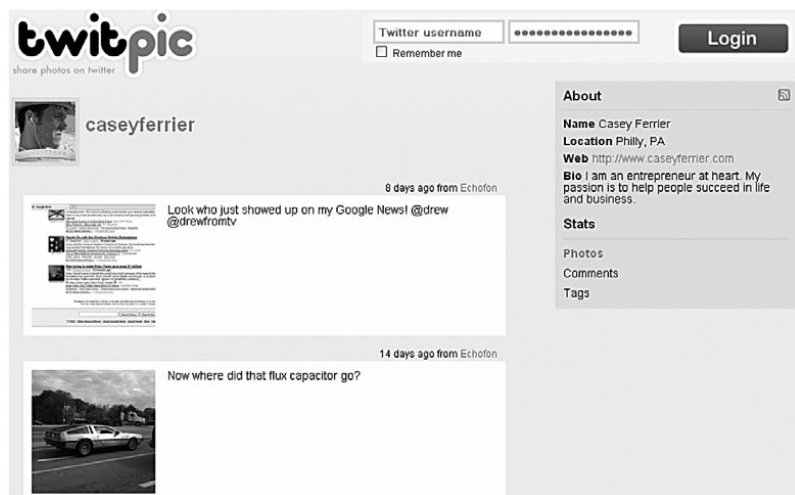 twitpic
share photos on twitter
Twitter username
Remember me
Login
caseyferrier
About
Name Casey Ferrier
Location Philly, PA
Web http://www.caseyferrier.com
Bio I am an entrepreneur at heart. My
passion is to help people succeed in life
and business.
Stats
Photos
Comments
Tags
8 days ago from Echofon
Look who just showed up on my Google News! @drew
@drewfromtv
14 days ago from Echofon
Now where did that flux capacitor go?